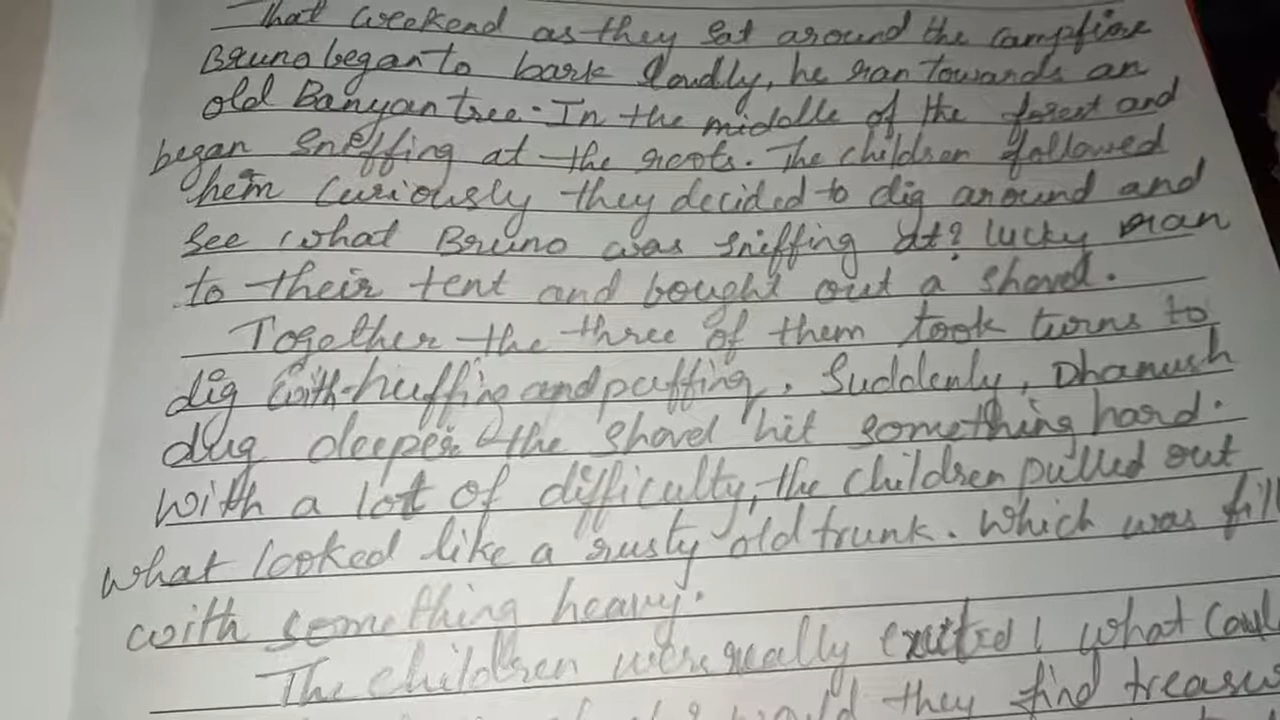 That weekend as they sat around the campfire
Bruno began to bark loudly, he ran towards an
old Banyan tree. In the middle of the forest and
began sneffing at the roots. The children followed
hem curiously they decided to dig around and
see what Bruno was sniffing at? lucky ran
to their tent and bought out a shovel.
Together the three of them took turns to
dig with huffing and puffing. Suddenly, Dhanush
dug deeper the shovel hit something hard.
With a lot of difficulty, the children pulled out
what looked like a rusty old trunk. Which was fill
with something heavy.
The children were really excited! what coul
they find treasu